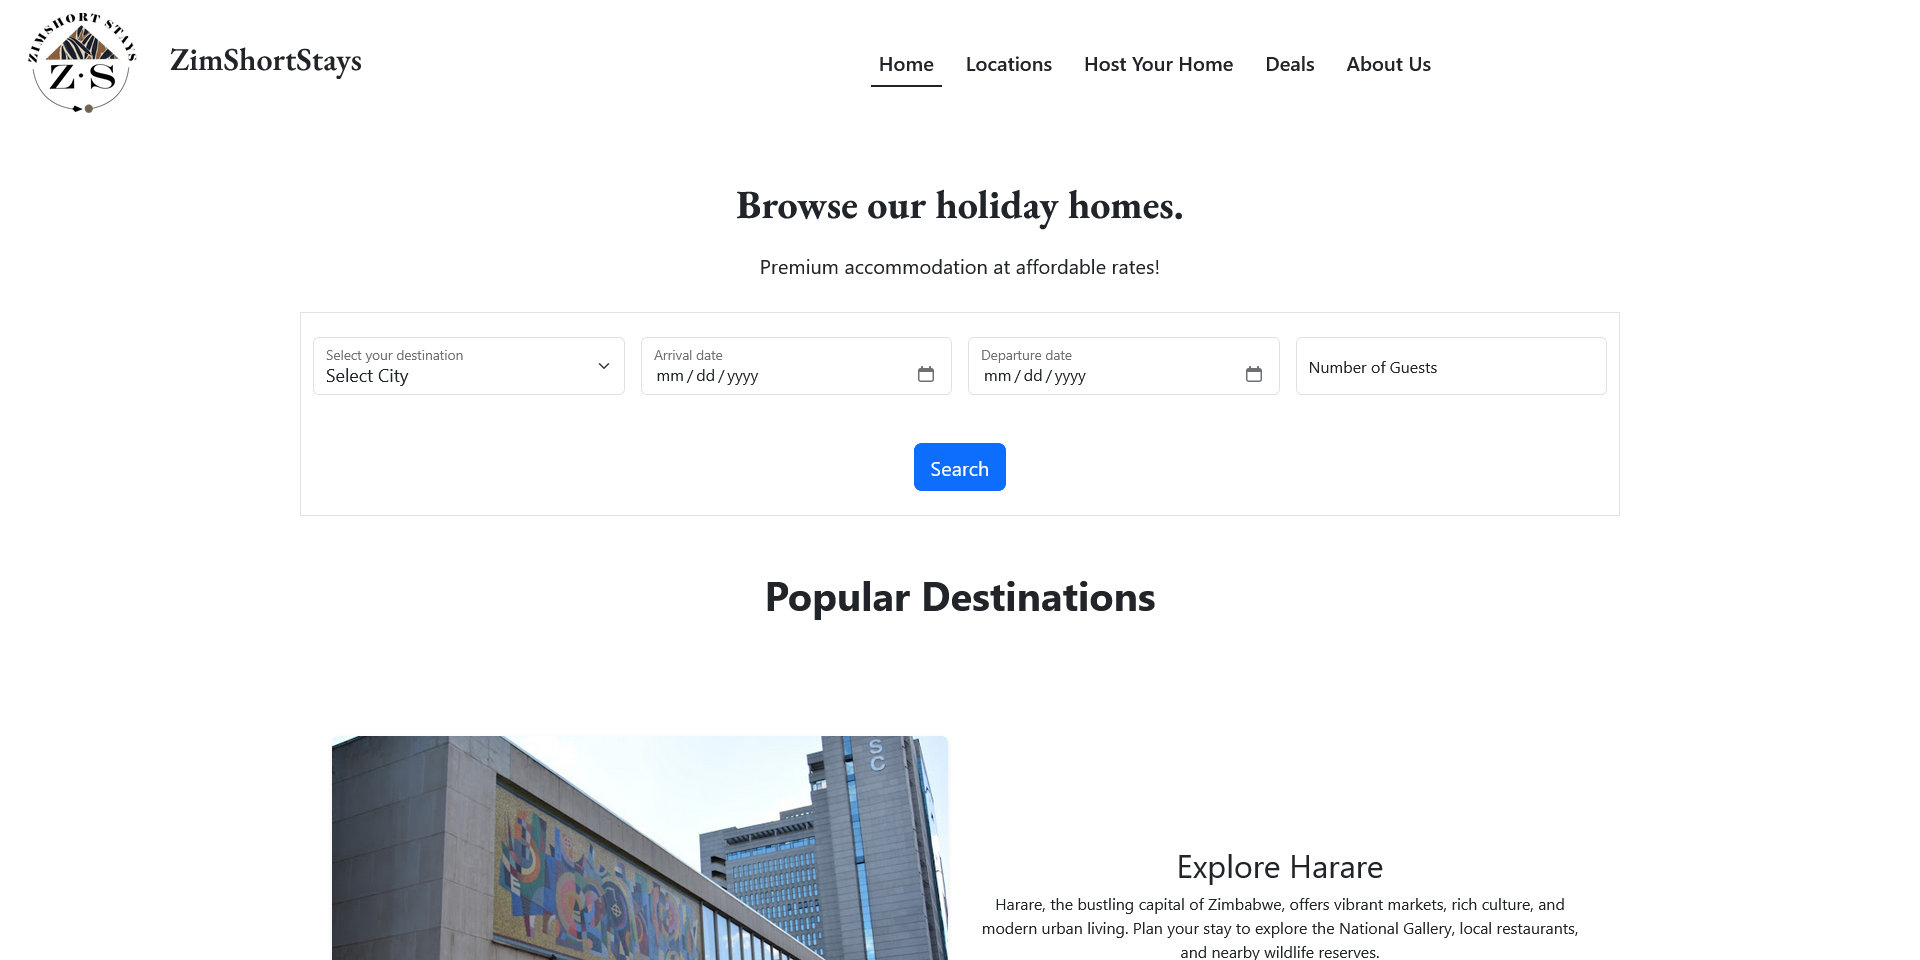 ZIMSHORT STAYS
Z·S
ZimShortStays
Home
Locations
Host Your Home
Deals
About Us
Browse our holiday homes.
Premium accommodation at affordable rates!
Select your destination
Select City
Arrival date
mm/dd/yyyy
Departure date
mm/dd/yyyy
Number of Guests
Search
Popular Destinations
SC
Explore Harare
Harare, the bustling capital of Zimbabwe, offers vibrant markets, rich culture, and
modern urban living. Plan your stay to explore the National Gallery, local restaurants,
and nearby wildlife reserves.